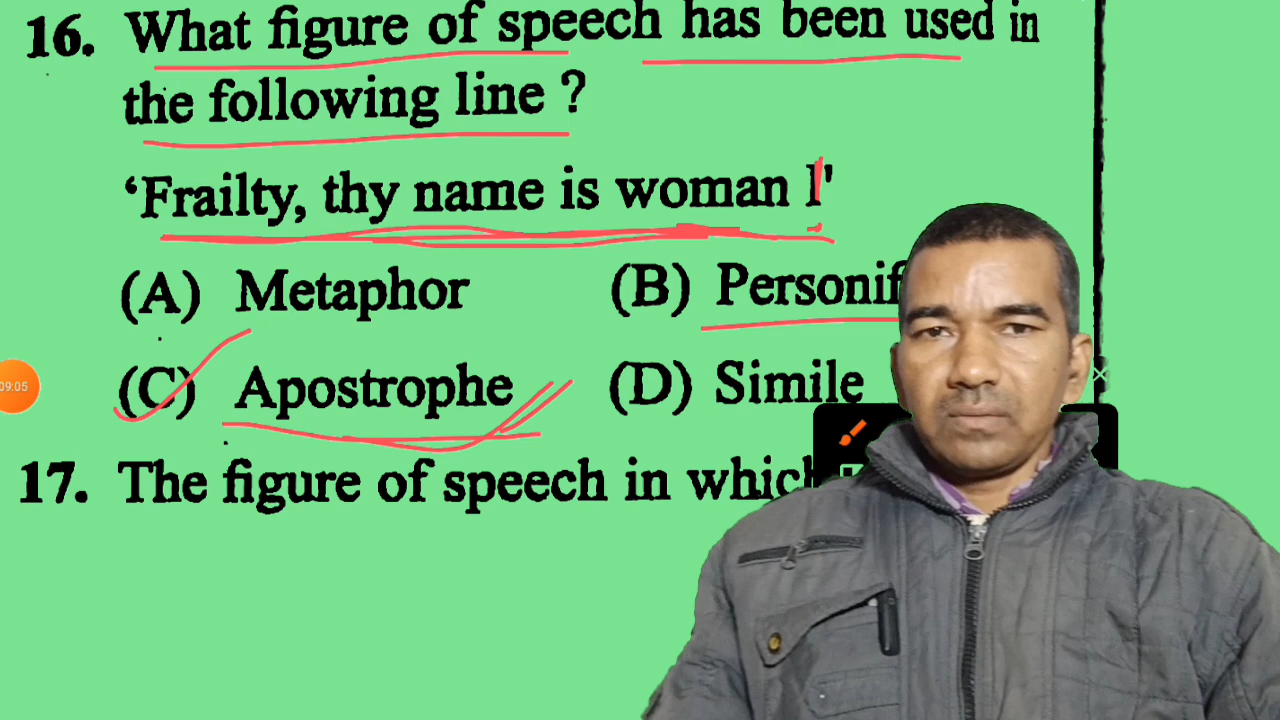 16. What figure of speech has been used in
the following line ?
‘Frailty, thy name is woman !'
(A) Metaphor (B) Personif
(C) Apostrophe (D) Simile
09:05
17. The figure of speech in which